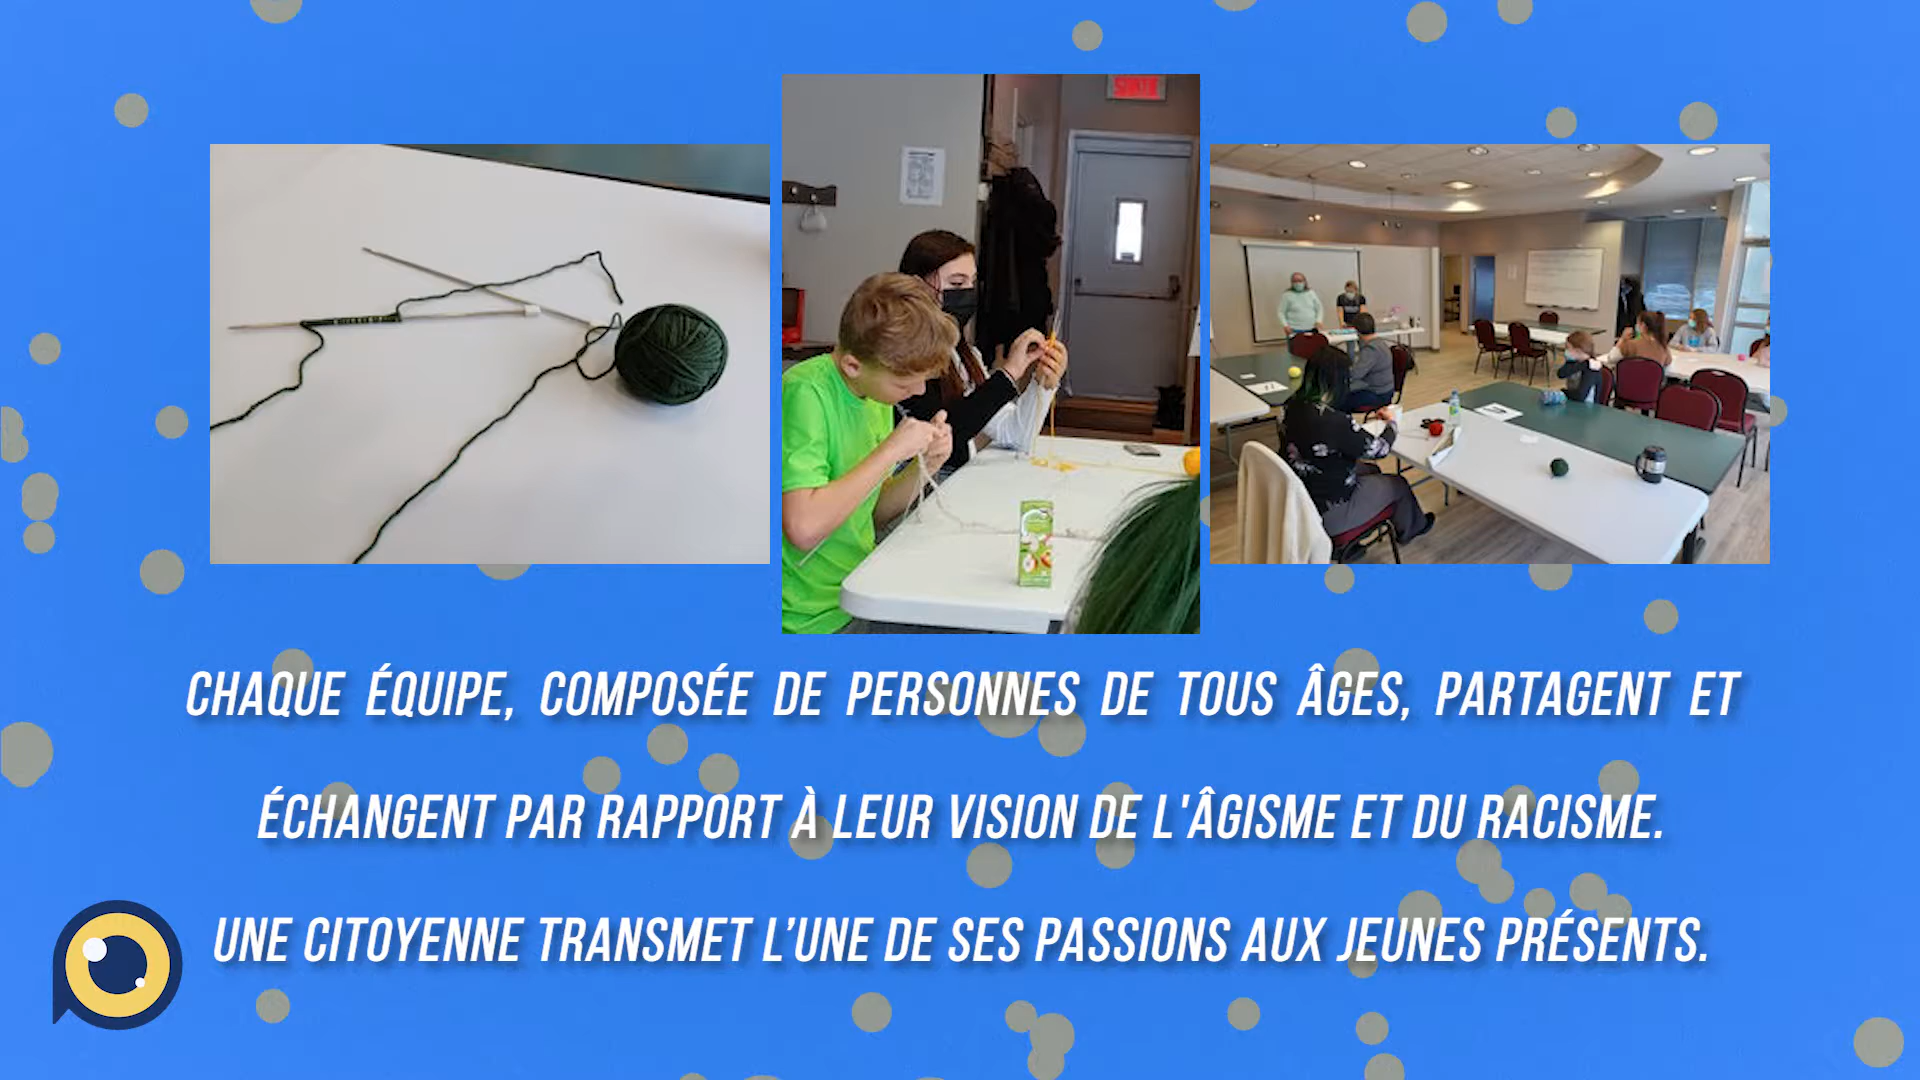 SORTIE
CHAQUE ÉQUIPE, COMPOSÉE DE PERSONNES DE TOUS ÂGES, PARTAGENT ET
ÉCHANGENT PAR RAPPORT À LEUR VISION DE L'ÂGISME ET DU RACISME.
UNE CITOYENNE TRANSMET L’UNE DE SES PASSIONS AUX JEUNES PRÉSENTS.